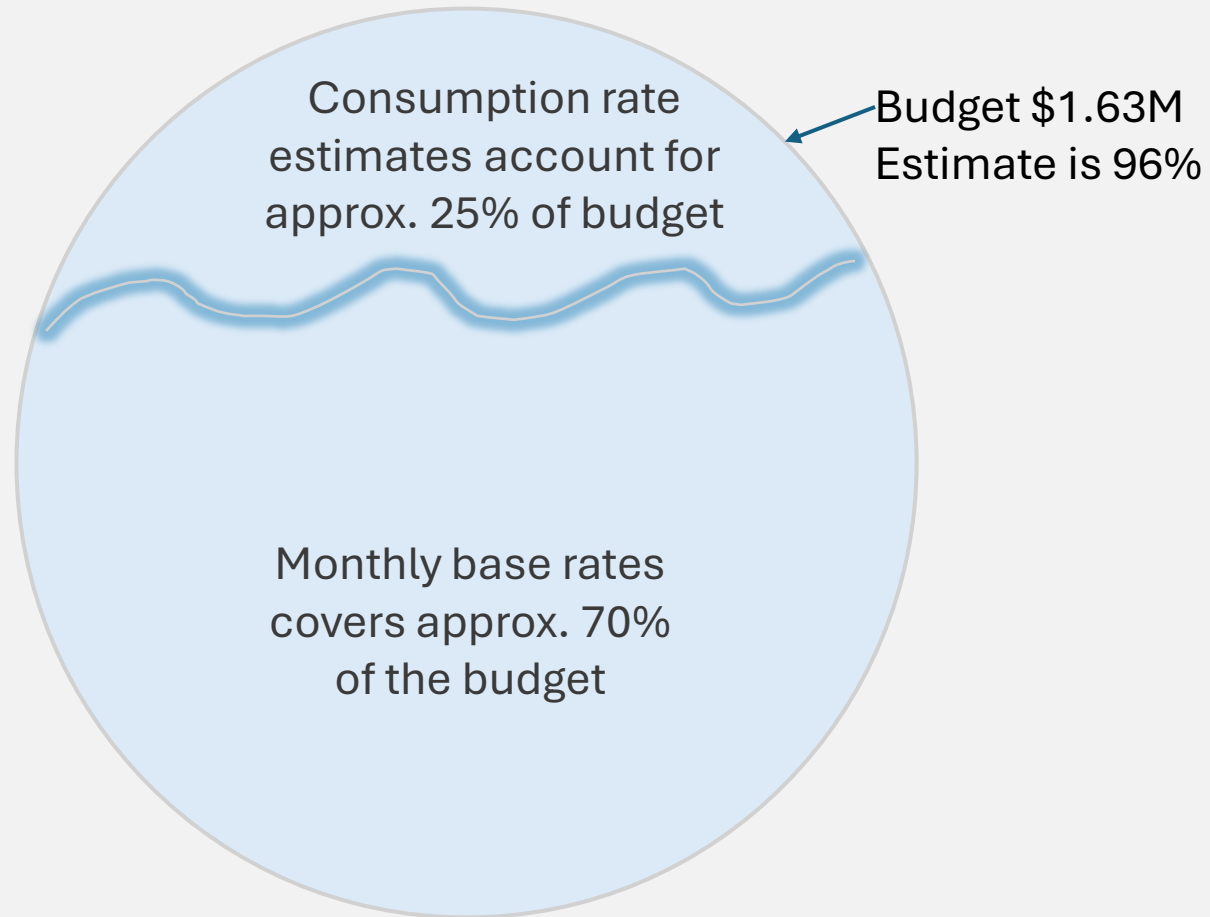 Consumption rate
estimates account for
approx. 25% of budget
Budget $1.63M
Estimate is 96%
Monthly base rates
covers approx. 70%
of the budget